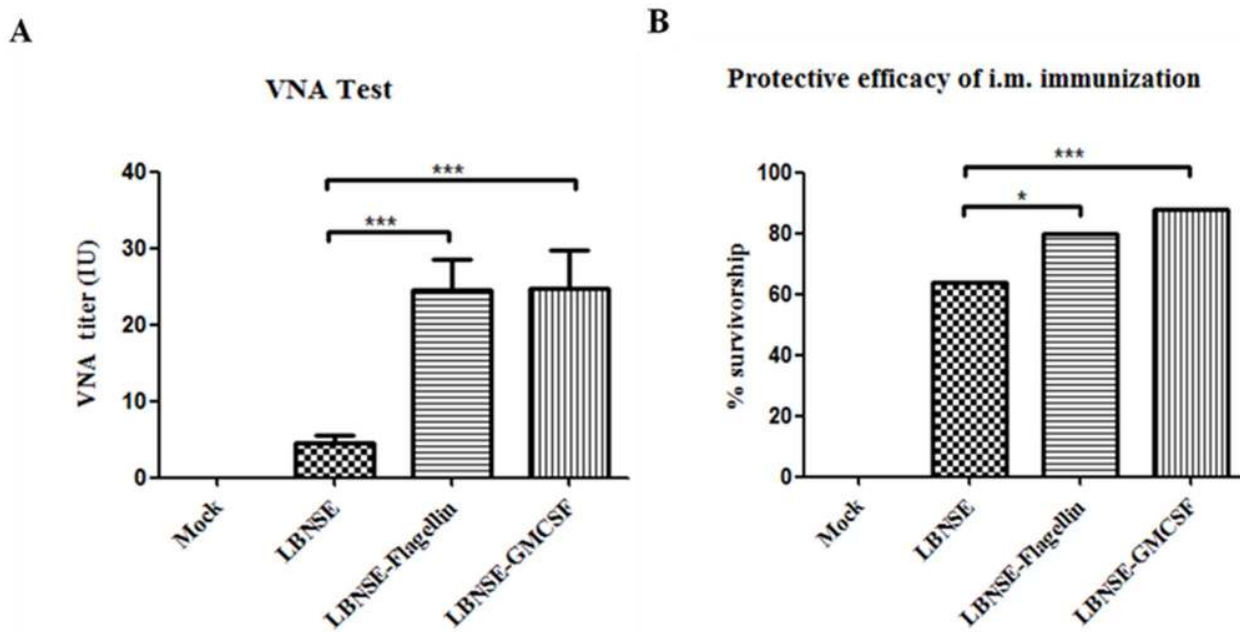 A
VNA Test
VNA titer (IU)
40
30
20
10
0
***
***
Mock
LBNSE
LBNSE-Flagellin
LBNSE-GMCSF
B
Protective efficacy of i.m. immunization
% survivorship
100
80
60
40
20
0
***
*
Mock
LBNSE
LBNSE-Flagellin
LBNSE-GMCSF